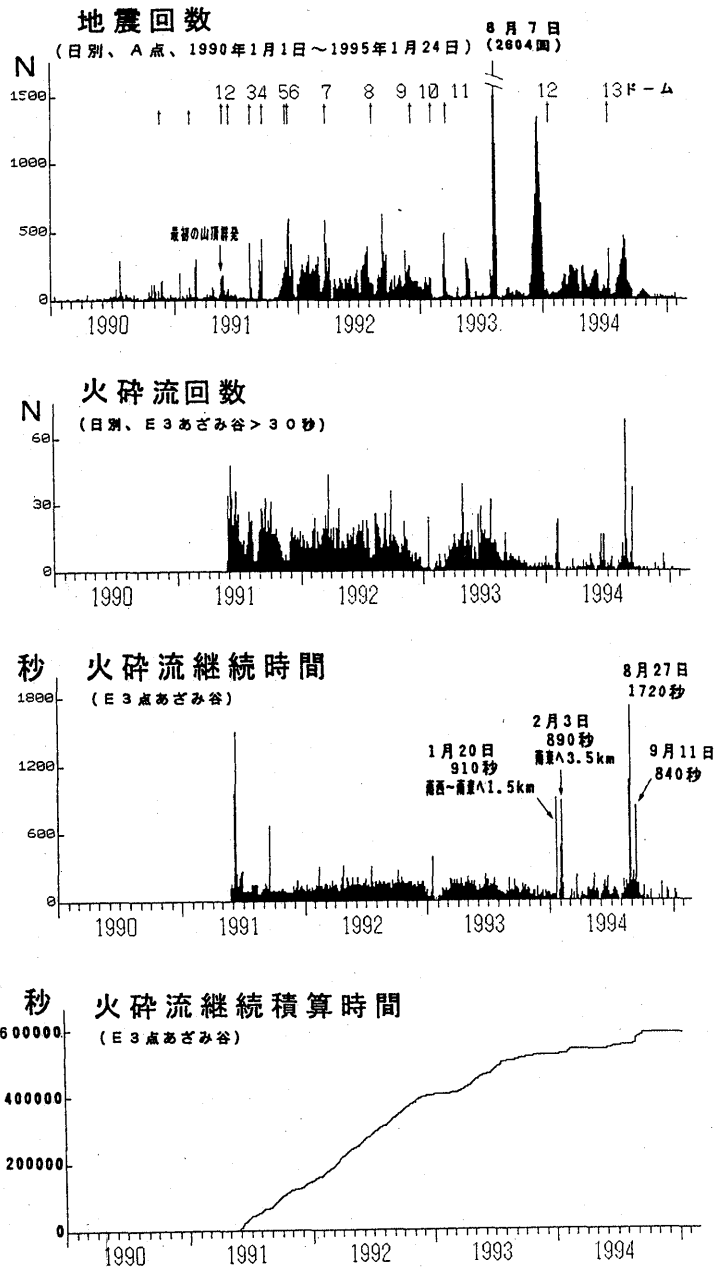 地震回数
(日別、A点、1990年1月1日～1995年1月24日)
8月7日
(2604回)
N
1500
1000
500
0
12 34 56 7 8 9 10 11 12 13ドーム
最初の山頂群発
1990 1991 1992 1993 1994
火砕流回数
(日別、E3あざみ谷>30秒)
N
60
30
0
1990 1991 1992 1993 1994
秒 火砕流継続時間
(E3点あざみ谷)
1800
1200
600
0
8月27日
1720秒
2月3日
890秒
南東へ3.5km
1月20日
910秒
南西～南東へ1.5km
9月11日
840秒
1990 1991 1992 1993 1994
秒 火砕流継続積算時間
(E3点あざみ谷)
600000
400000
200000
0
1990 1991 1992 1993 1994